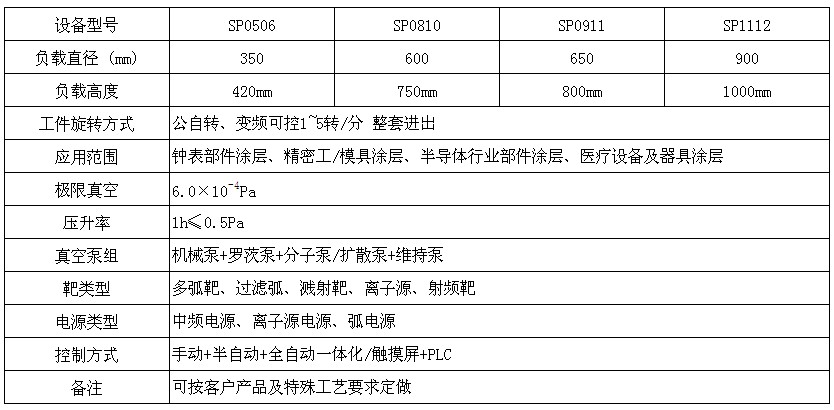 设备型号 SP0506 SP0810 SP0911 SP1112
负载直径 (mm) 350 600 650 900
负载高度 420mm 750mm 800mm 1000mm
工件旋转方式 公自转、变频可控1~5转/分 整套进出
应用范围 钟表部件涂层、精密工/模具涂层、半导体行业部件涂层、医疗设备及器具涂层
极限真空 6.0×10⁻⁴Pa
压升率 1h≤0.5Pa
真空泵组 机械泵+罗茨泵+分子泵/扩散泵+维持泵
靶类型 多弧靶、过滤弧、溅射靶、离子源、射频靶
电源类型 中频电源、离子源电源、弧电源
控制方式 手动+半自动+全自动一体化/触摸屏+PLC
备注 可按客户产品及特殊工艺要求定做